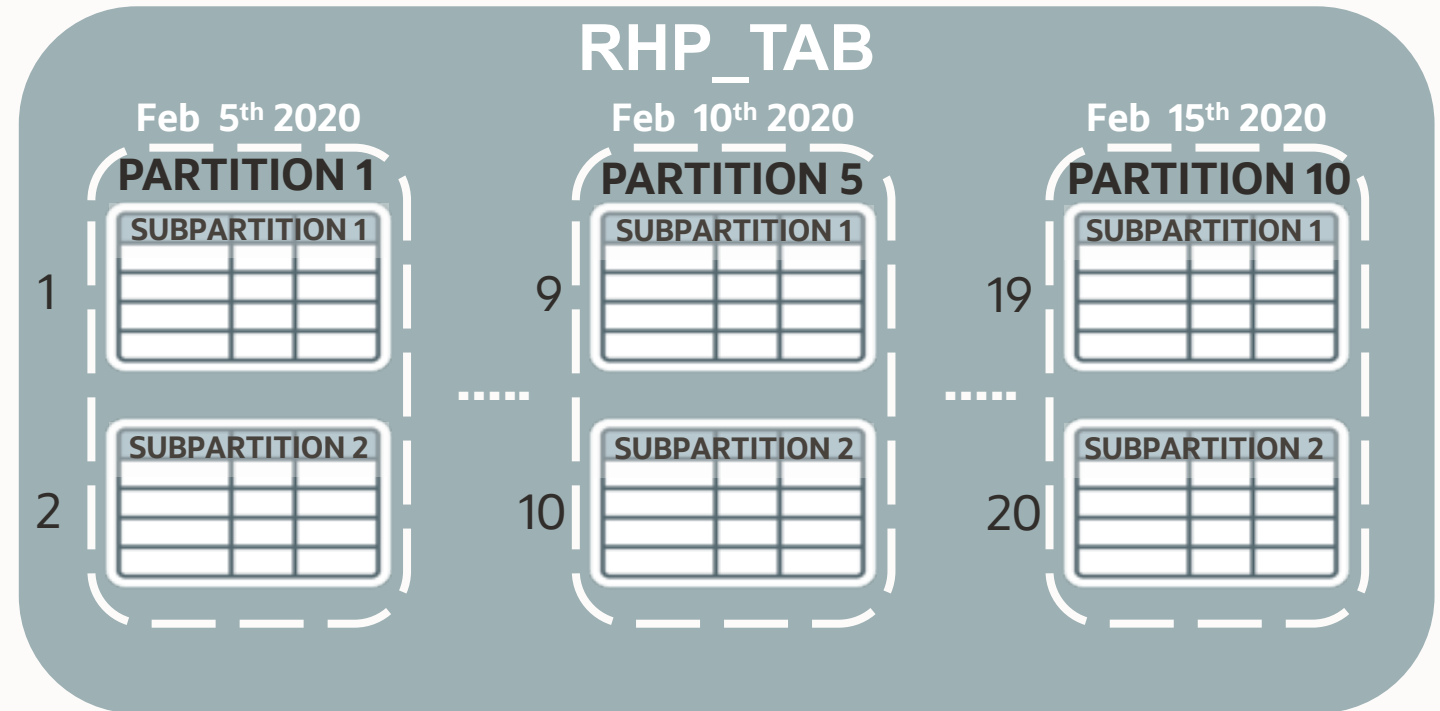 RHP_TAB
Feb 5th 2020
PARTITION 1
SUBPARTITION 1
1
SUBPARTITION 2
2
.....
Feb 10th 2020
PARTITION 5
SUBPARTITION 1
9
SUBPARTITION 2
10
.....
Feb 15th 2020
PARTITION 10
SUBPARTITION 1
19
SUBPARTITION 2
20